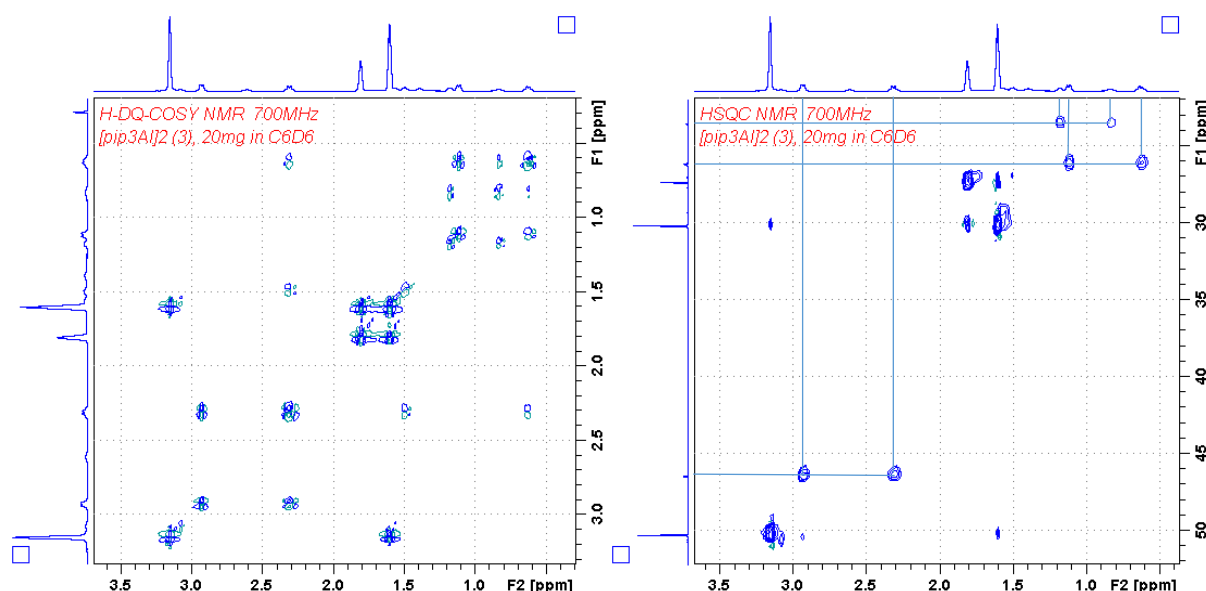 H-DQ-COSY NMR 700MHz
[pip3Al]2 (3), 20mg in C6D6
F1 [ppm]
1.0
1.5
2.0
2.5
3.0
3.5
3.0
2.5
2.0
1.5
1.0
F2 [ppm]
HSQC NMR 700MHz
[pip3Al]2 (3), 20mg in C6D6
F1 [ppm]
30
35
40
45
50
3.5
3.0
2.5
2.0
1.5
1.0
F2 [ppm]